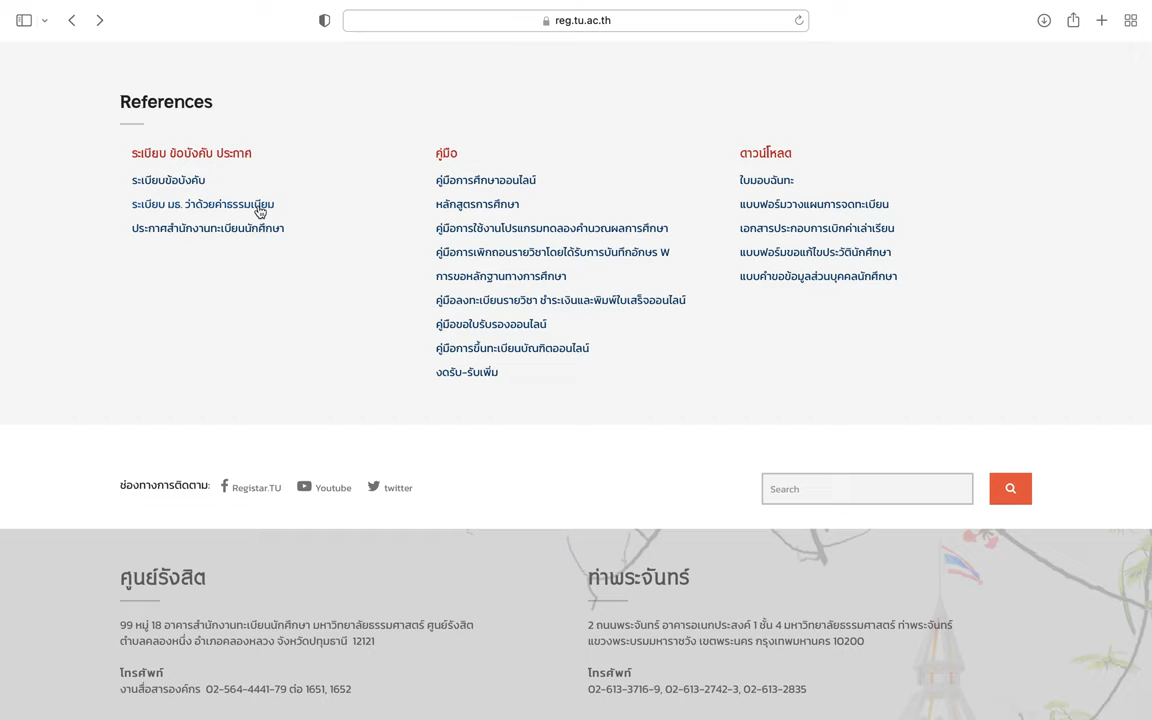 reg.tu.ac.th
References
ระเบียบ ข้อบังคับ ประกาศ
ระเบียบข้อบังคับ
ระเบียบ มธ. ว่าด้วยค่าธรรมเนียม
ประกาศสำนักงานทะเบียนนักศึกษา
คู่มือ
คู่มือการศึกษาออนไลน์
หลักสูตรการศึกษา
คู่มือการใช้งานโปรแกรมทดลองคำนวณผลการศึกษา
คู่มือการเพิกถอนรายวิชาโดยได้รับการบันทึกอักษร W
การขอหลักฐานทางการศึกษา
คู่มือลงทะเบียนรายวิชา ชำระเงินและพิมพ์ใบเสร็จออนไลน์
คู่มือขอใบรับรองออนไลน์
คู่มือการขึ้นทะเบียนบัณฑิตออนไลน์
งดรับ-รับเพิ่ม
ดาวน์โหลด
ใบมอบฉันทะ
แบบฟอร์มวางแผนการจดทะเบียน
เอกสารประกอบการเบิกค่าเล่าเรียน
แบบฟอร์มขอแก้ไขประวัตินักศึกษา
แบบคำขอข้อมูลส่วนบุคคลนักศึกษา
ช่องทางการติดตาม: Registar.TU Youtube twitter
Search
ศูนย์รังสิต
99 หมู่ 18 อาคารสำนักงานทะเบียนนักศึกษา มหาวิทยาลัยธรรมศาสตร์ ศูนย์รังสิต
ตำบลคลองหนึ่ง อำเภอคลองหลวง จังหวัดปทุมธานี 12121
โทรศัพท์
งานสื่อสารองค์กร 02-564-4441-79 ต่อ 1651, 1652
ท่าพระจันทร์
2 ถนนพระจันทร์ อาคารอเนกประสงค์ 1 ชั้น 4 มหาวิทยาลัยธรรมศาสตร์ ท่าพระจันทร์
แขวงพระบรมมหาราชวัง เขตพระนคร กรุงเทพมหานคร 10200
โทรศัพท์
02-613-3716-9, 02-613-2742-3, 02-613-2835